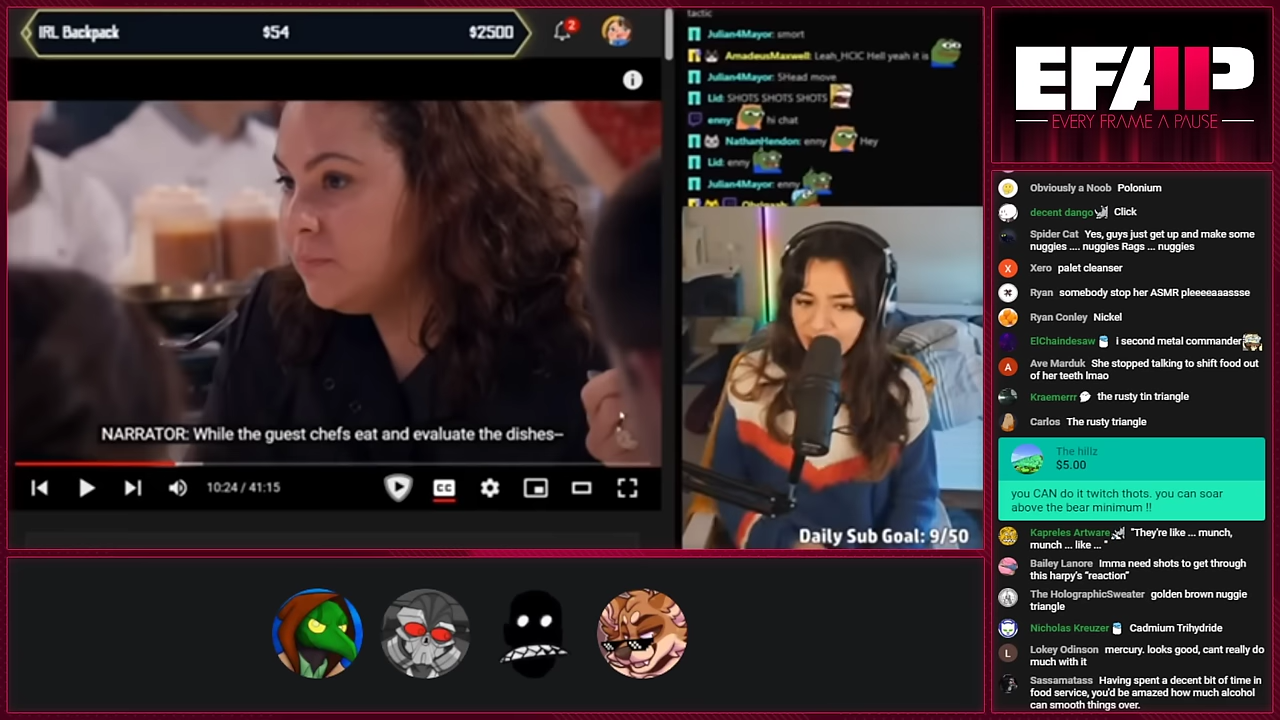 IRL Backpack $54 $2500
2
NARRATOR: While the guest chefs eat and evaluate the dishes–
10:24 / 41:15
CC
tactic
Julian4Mayor: smort
AmadeusMaxwell: Leah_HCIC Hell yeah it is
Julian4Mayor: 5Head move
Lid: SHOTS SHOTS SHOTS
enny: hi chat
NathanHendon: enny Hey
Lid: enny
Julian4Mayor: enny
Daily Sub Goal: 9/50
EFAP
EVERY FRAME A PAUSE
Obviously a Noob Polonium
decent dango Click
Spider Cat Yes, guys just get up and make some
nuggies .... nuggies Rags ... nuggies
X
Xero palet cleanser
Ryan somebody stop her ASMR pleeeeaaassse
Ryan Conley Nickel
ElChaindesaw i second metal commander
A
Ave Marduk She stopped talking to shift food out
of her teeth lmao
Kraemerrr the rusty tin triangle
Carlos The rusty triangle
The hillz
$5.00
you CAN do it twitch thots. you can soar
above the bear minimum !!
Kapreles Artware "They're like ... munch,
munch ... like ... "
Bailey Lanore Imma need shots to get through
this harpy's “reaction”
The HolographicSweater golden brown nuggie
triangle
Nicholas Kreuzer Cadmium Trihydride
L
Lokey Odinson mercury. looks good, cant really do
much with it
Sassamatass Having spent a decent bit of time in
food service, you'd be amazed how much alcohol
can smooth things over.